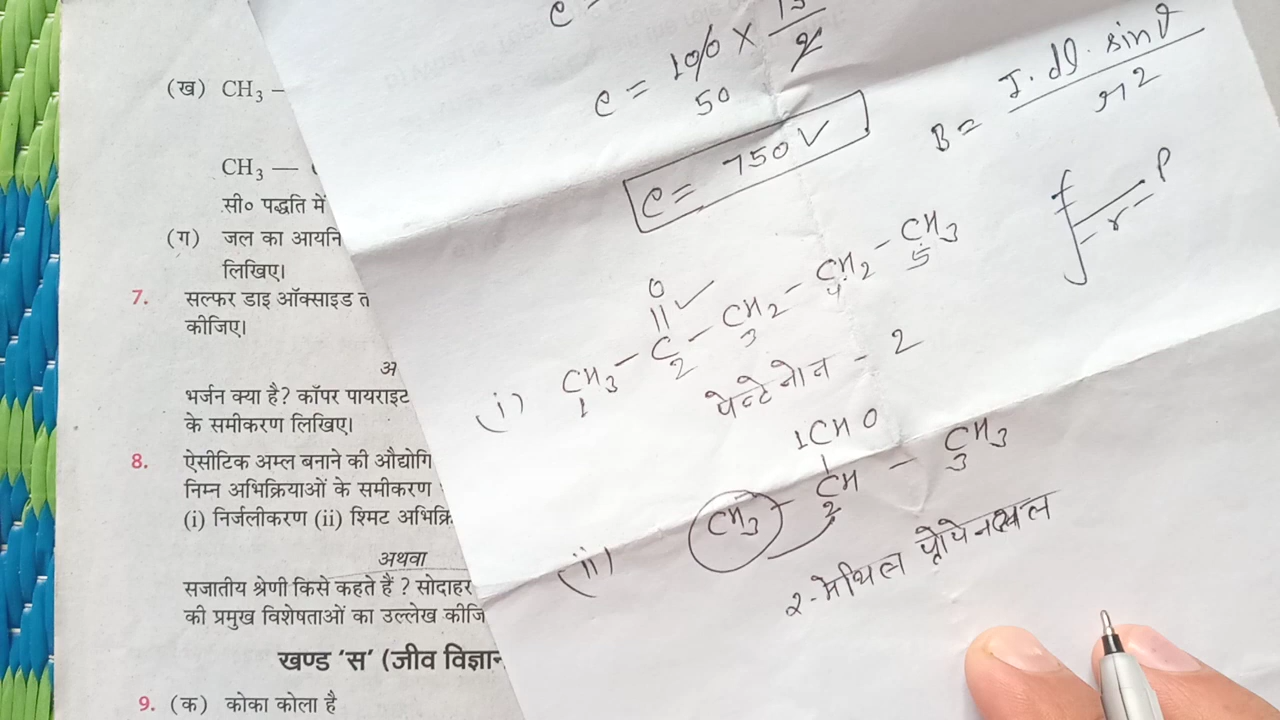 (ख) CH₃ —
CH₃ —
सी० पद्धति में
(ग) जल का आयनि
लिखिए।
7. सल्फर डाइ ऑक्साइड त
कीजिए।
अ
भर्जन क्या है? कॉपर पायराइट
के समीकरण लिखिए।
8. ऐसीटिक अम्ल बनाने की औद्योगि
निम्न अभिक्रियाओं के समीकरण
(i) निर्जलीकरण (ii) श्मिट अभिक्रि
अथवा
सजातीय श्रेणी किसे कहते हैं ? सोदाहर
की प्रमुख विशेषताओं का उल्लेख कीजि
खण्ड 'स' (जीव विज्ञान
9. (क) कोका कोला है
e =
e = 100 × 15/2
50
e = 750 V
B = I · dl · sinθ / r²
P
r
O
||
(i) CH₃ – C – CH₂ – CH₂ – CH₃
1 2 3 4 5
पेन्टेनोन - 2
1CHO
|
(ii) CH₃ – CH – CH₃
2 3
2-मेथिल प्रोपेनल